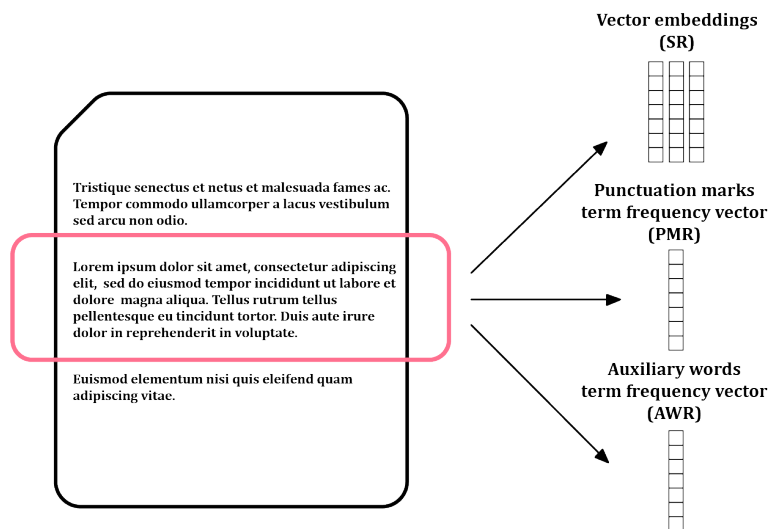 Vector embeddings
(SR)
Tristique senectus et netus et malesuada fames ac.
Tempor commodo ullamcorper a lacus vestibulum
sed arcu non odio.
Lorem ipsum dolor sit amet, consectetur adipiscing
elit,  sed do eiusmod tempor incididunt ut labore et
dolore  magna aliqua. Tellus rutrum tellus
pellentesque eu tincidunt tortor. Duis aute irure
dolor in reprehenderit in voluptate.
Euismod elementum nisi quis eleifend quam
adipiscing vitae.
Punctuation marks
term frequency vector
(PMR)
Auxiliary words
term frequency vector
(AWR)